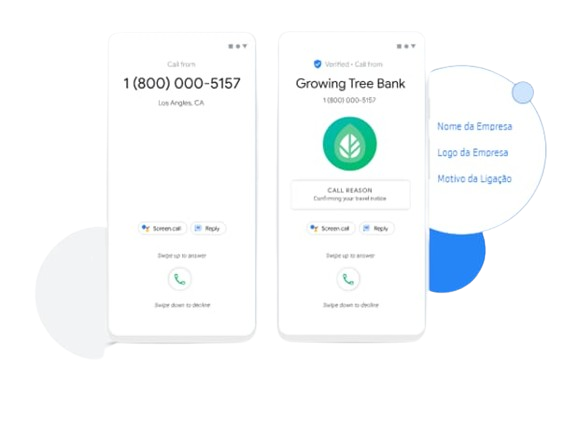 Call from
1 (800) 000-5157
Los Angles, CA
Screen call
Reply
Swipe up to answer
Swipe down to decline
Verified • Call from
Growing Tree Bank
1 (800) 000-5157
CALL REASON
Confirming your travel notice
Screen call
Reply
Swipe up to answer
Swipe down to decline
Nome da Empresa
Logo da Empresa
Motivo da Ligação